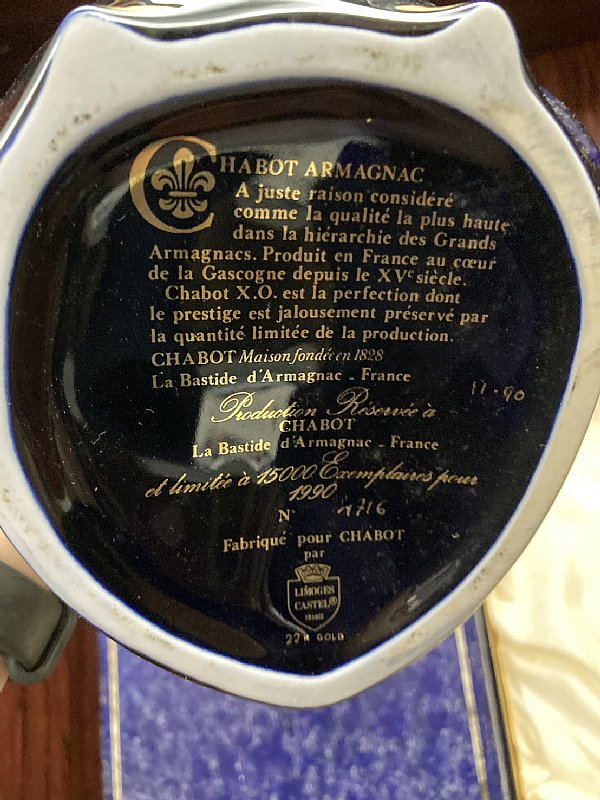 CHABOT ARMAGNAC
A juste raison considéré
comme la qualité la plus haute
dans la hiérarchie des Grands
Armagnacs. Produit en France au cœur
de la Gascogne depuis le XVe siècle.
Chabot X.O. est la perfection dont
le prestige est jalousement préservé par
la quantité limitée de la production.
CHABOT Maison fondée en 1828
La Bastide d'Armagnac - France
11-90
Production Réservée à
CHABOT
La Bastide d'Armagnac - France
et limitée à 15000 Exemplaires pour
1990
N° 4716
Fabriqué pour CHABOT
par
LIMOGES
CASTEL®
FRANCE
22K GOLD